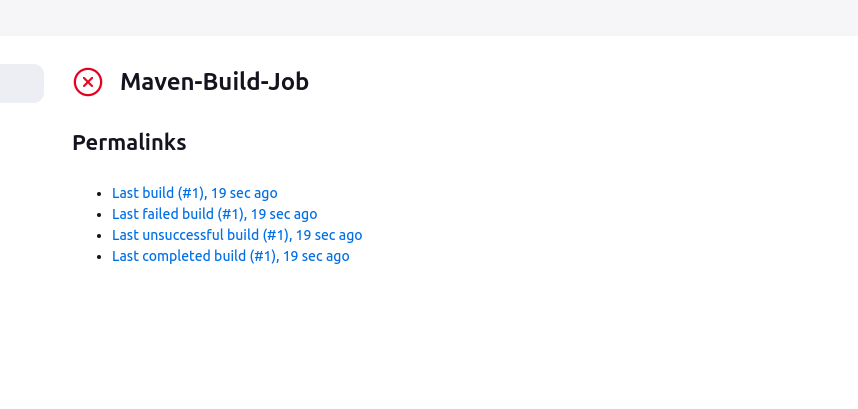 Maven-Build-Job
Permalinks
Last build (#1), 19 sec ago
Last failed build (#1), 19 sec ago
Last unsuccessful build (#1), 19 sec ago
Last completed build (#1), 19 sec ago